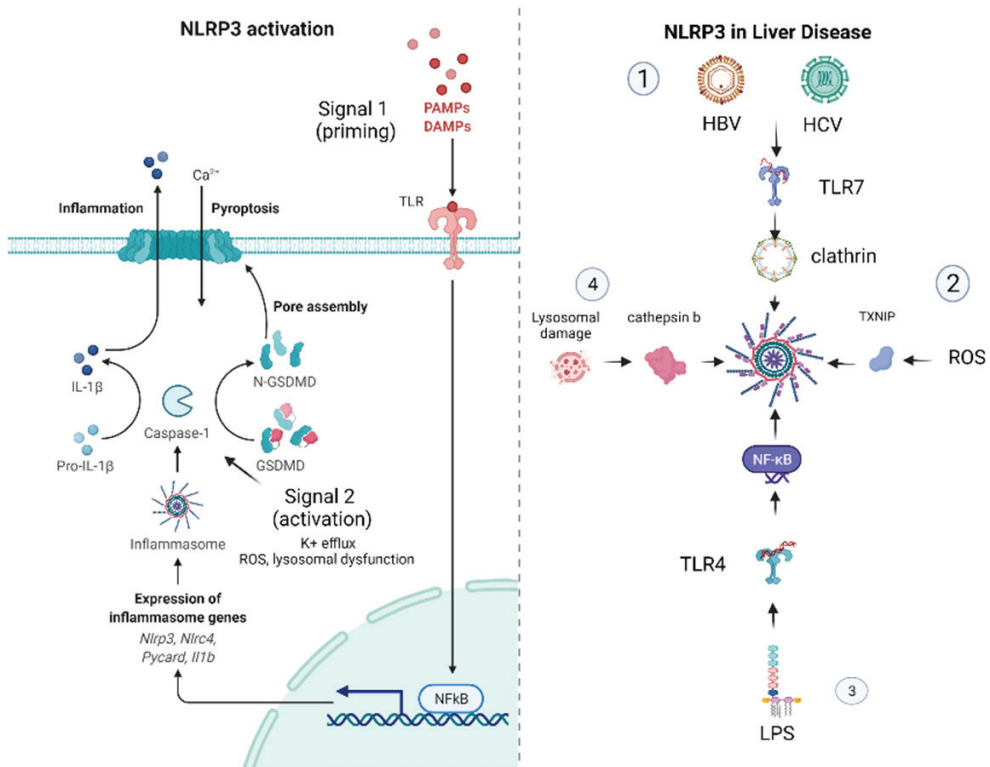 NLRP3 activation
Signal 1
(priming)
PAMPs
DAMPs
Ca²⁺
Inflammation
Pyroptosis
TLR
Pore assembly
IL-1β
N-GSDMD
Caspase-1
Pro-IL-1β
GSDMD
Signal 2
(activation)
K+ efflux
ROS, lysosomal dysfunction
Inflammasome
Expression of
inflammasome genes
Nlrp3, Nlrc4,
Pycard, Il1b
NFkB
NLRP3 in Liver Disease
1
HBV
HCV
TLR7
clathrin
4
Lysosomal
damage
cathepsin b
2
TXNIP
ROS
NF-κB
TLR4
3
LPS